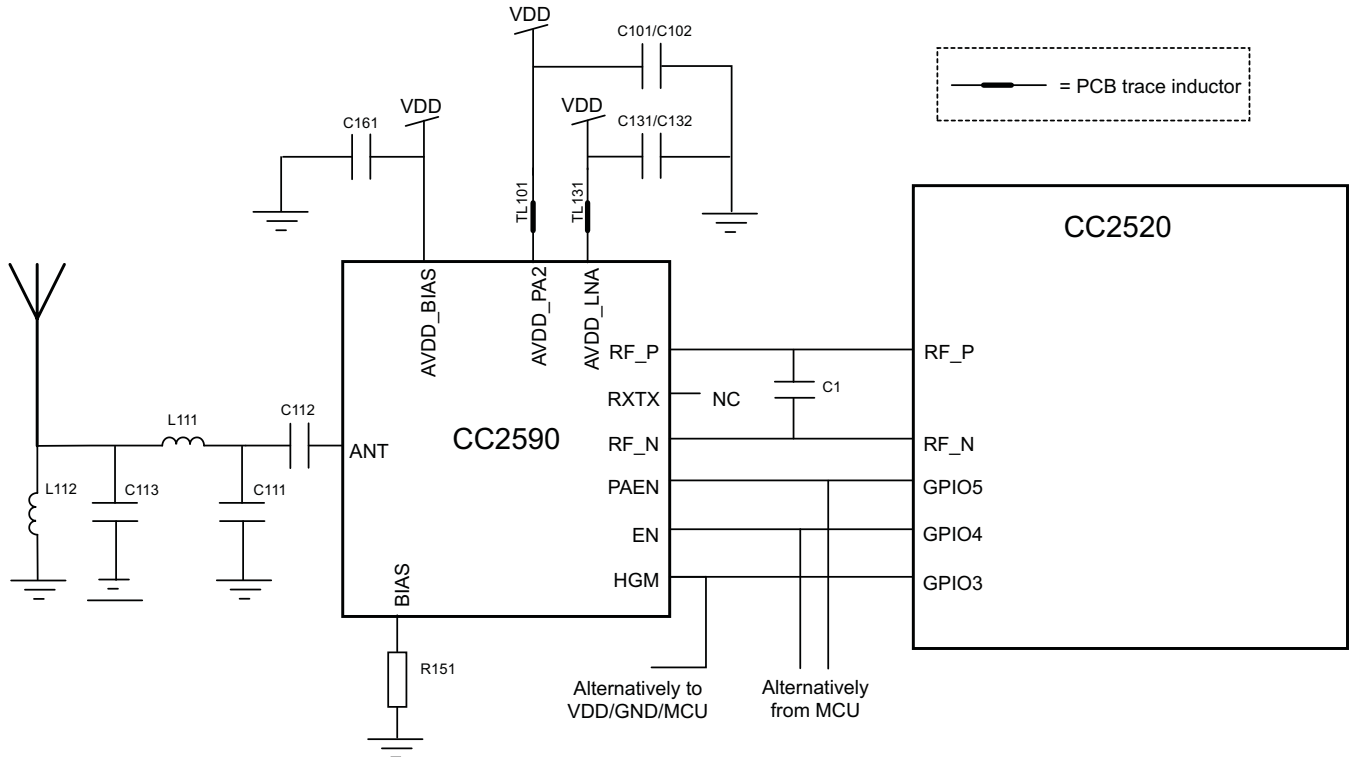 VDD
C101/C102
= PCB trace inductor
VDD
VDD
C161
C131/C132
TL101
TL131
CC2520
AVDD_BIAS
AVDD_PA2
AVDD_LNA
RF_P
RF_P
RXTX
NC
C1
L111
C112
ANT
CC2590
RF_N
RF_N
L112
C113
C111
PAEN
GPIO5
EN
GPIO4
HGM
GPIO3
BIAS
R151
Alternatively to
VDD/GND/MCU
Alternatively
from MCU